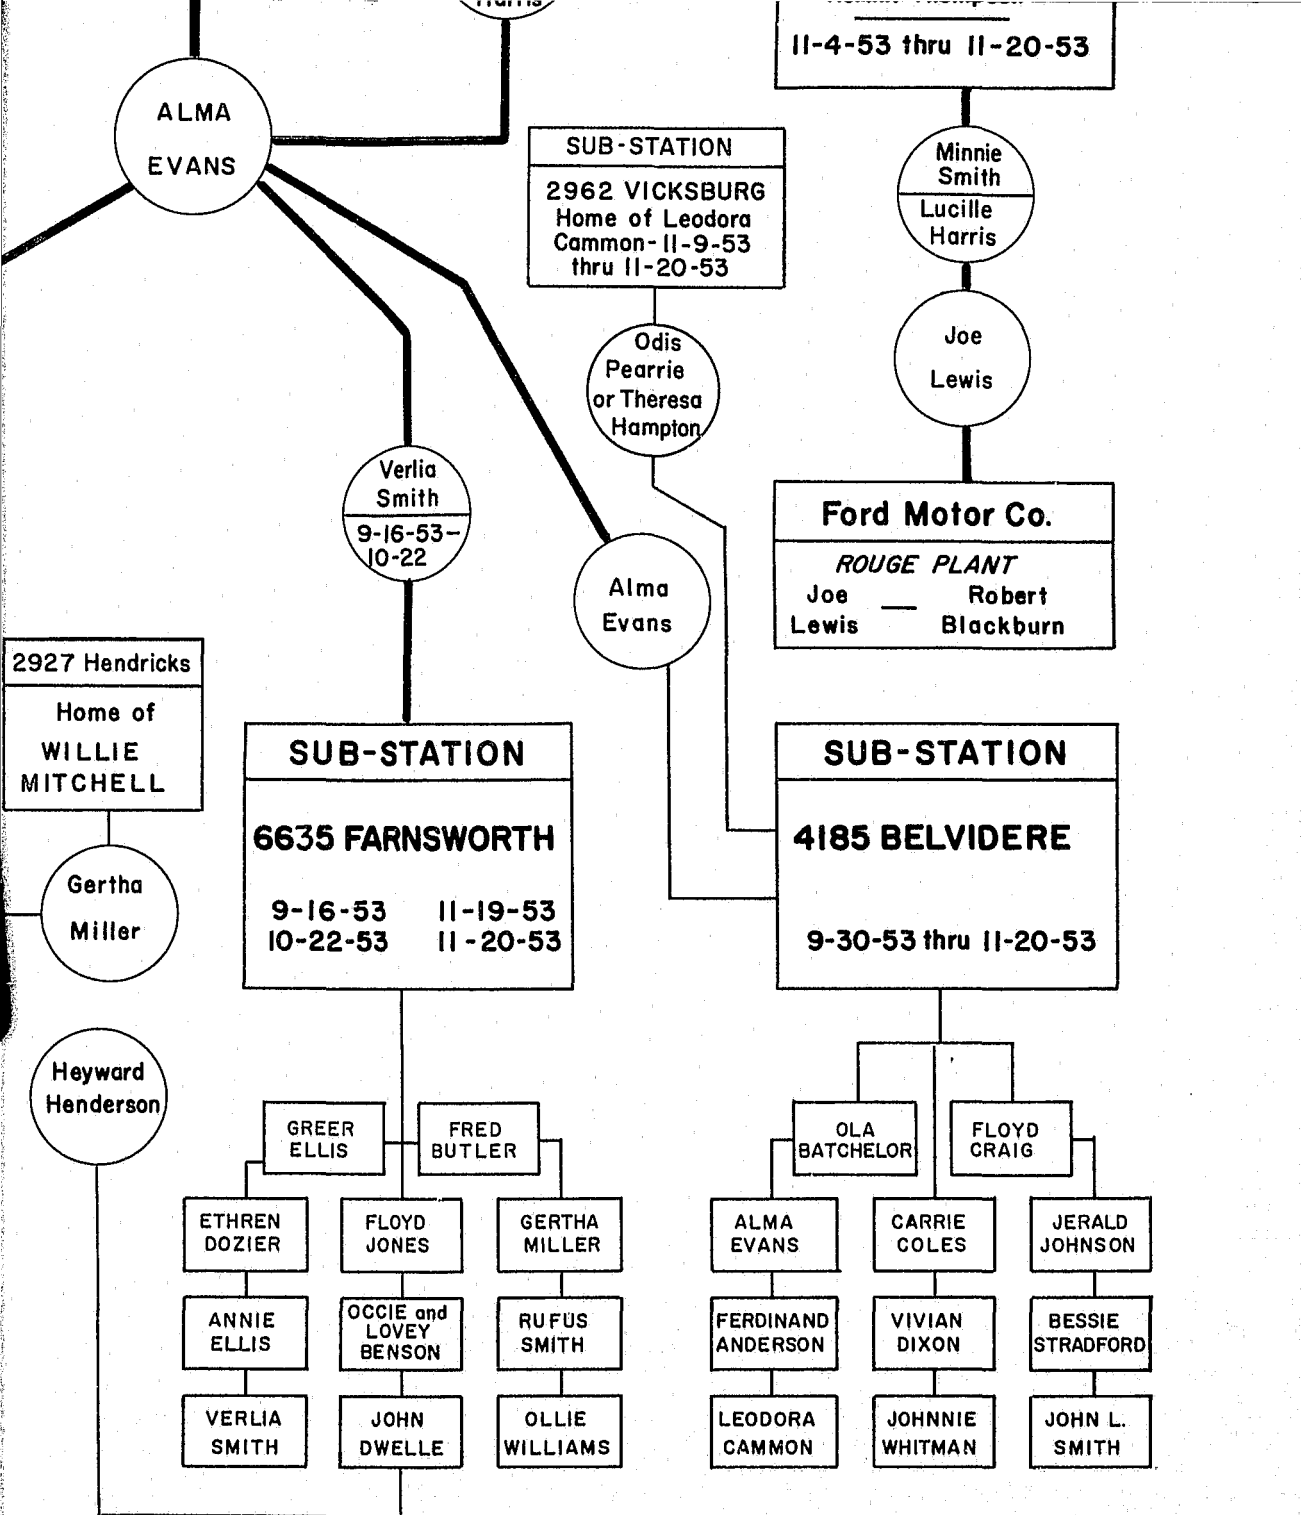 Harris
11-4-53 thru 11-20-53
ALMA
EVANS
SUB-STATION
2962 VICKSBURG
Home of Leodora
Cammon-11-9-53
thru 11-20-53
Minnie
Smith
Lucille
Harris
Odis
Pearrie
or Theresa
Hampton
Joe
Lewis
Verlia
Smith
9-16-53-
10-22
Ford Motor Co.
ROUGE PLANT
Joe — Robert
Lewis Blackburn
Alma
Evans
2927 Hendricks
Home of
WILLIE
MITCHELL
SUB-STATION
6635 FARNSWORTH
9-16-53 11-19-53
10-22-53 11-20-53
SUB-STATION
4185 BELVIDERE
9-30-53 thru 11-20-53
Gertha
Miller
Heyward
Henderson
GREER
ELLIS
FRED
BUTLER
OLA
BATCHELOR
FLOYD
CRAIG
ETHREN
DOZIER
FLOYD
JONES
GERTHA
MILLER
ALMA
EVANS
CARRIE
COLES
JERALD
JOHNSON
ANNIE
ELLIS
OCCIE and
LOVEY
BENSON
RUFUS
SMITH
FERDINAND
ANDERSON
VIVIAN
DIXON
BESSIE
STRADFORD
VERLIA
SMITH
JOHN
DWELLE
OLLIE
WILLIAMS
LEODORA
CAMMON
JOHNNIE
WHITMAN
JOHN L.
SMITH